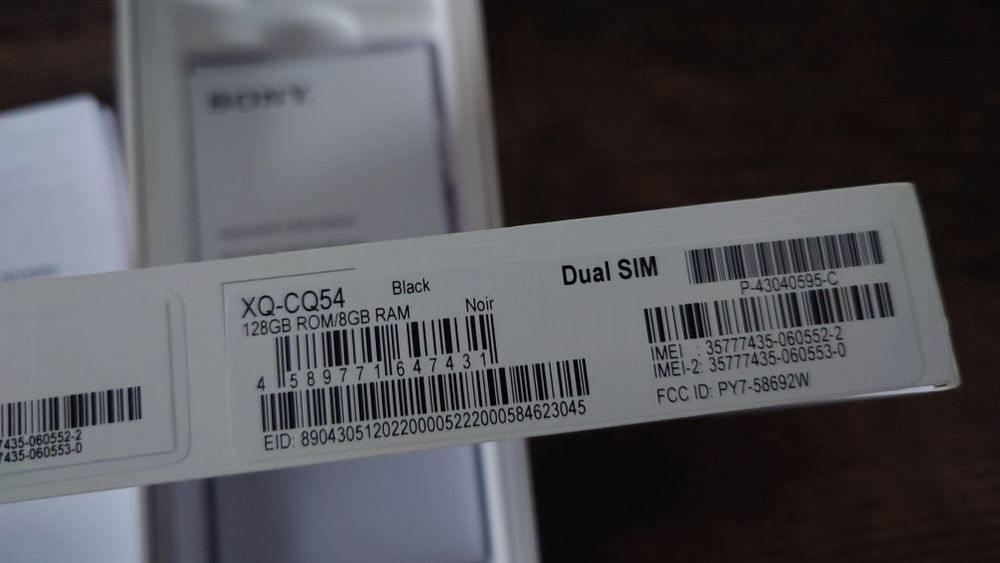 SONY
XQ-CQ54
Black
128GB ROM/8GB RAM
Noir
4 589771 647431
EID: 89043051202200005222000584623045
Dual SIM
P-43040595-C
IMEI : 35777435-060552-2
IMEI-2: 35777435-060553-0
FCC ID: PY7-58692W
7435-060552-2
7435-060553-0